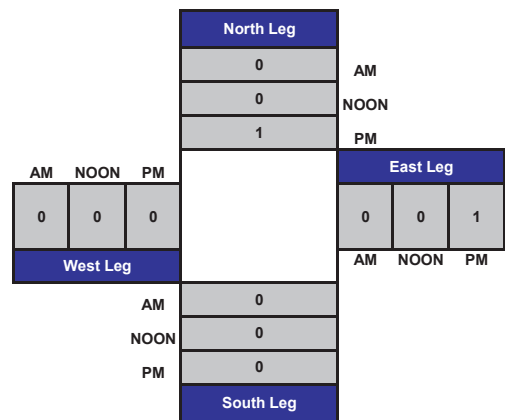 North Leg
0 AM
0 NOON
1 PM
AM NOON PM East Leg
0 0 0 0 0 1
West Leg AM NOON PM
AM 0
NOON 0
PM 0
South Leg